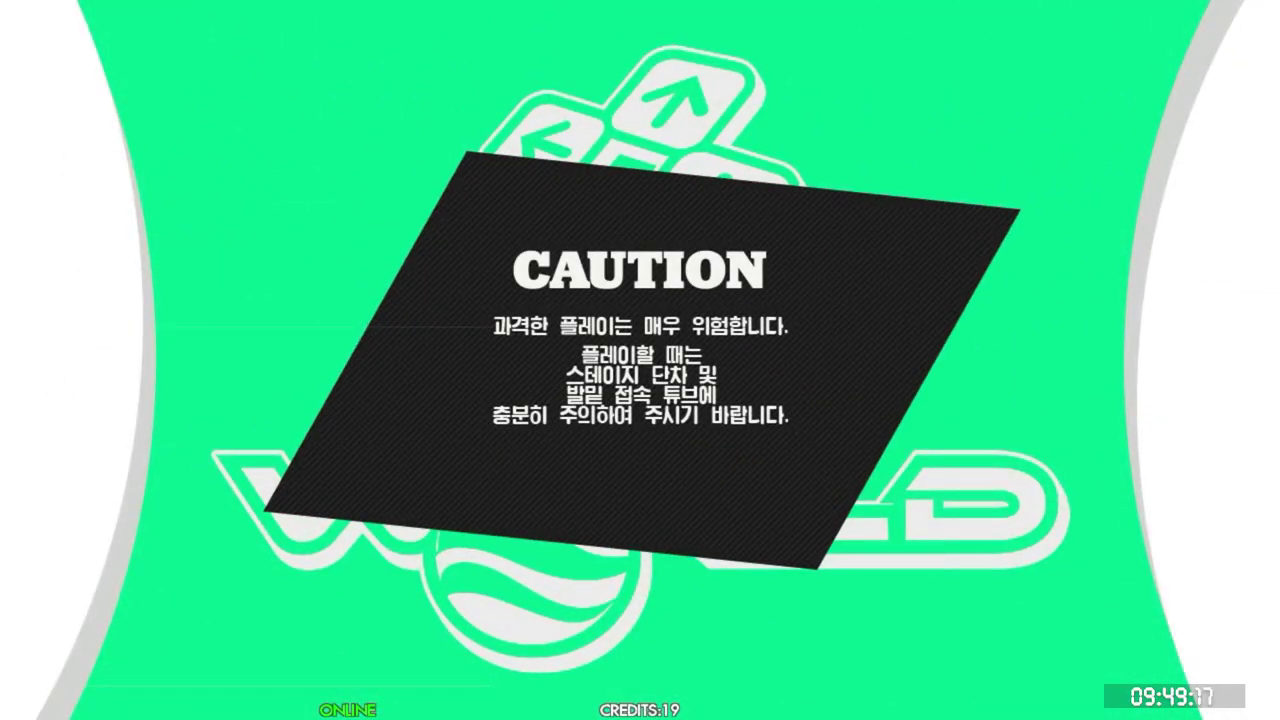 CAUTION
과격한 플레이는 매우 위험합니다.
플레이할 때는
스테이지 단차 및
발밑 접속 튜브에
충분히 주의하여 주시기 바랍니다.
ONLINE
CREDITS:19
09:49:17